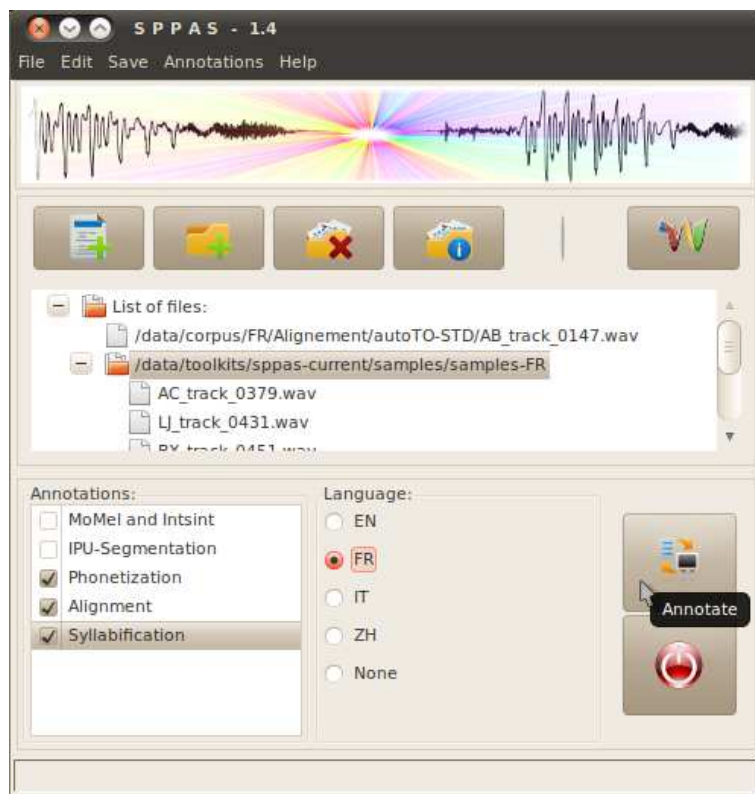 SPPAS - 1.4
File Edit Save Annotations Help
List of files:
/data/corpus/FR/Alignement/autoTO-STD/AB_track_0147.wav
/data/toolkits/sppas-current/samples/samples-FR
AC_track_0379.wav
LJ_track_0431.wav
BX_track_0451.wav
Annotations:
MoMel and Intsint
IPU-Segmentation
Phonetization
Alignment
Syllabification
Language:
EN
FR
IT
ZH
None
Annotate